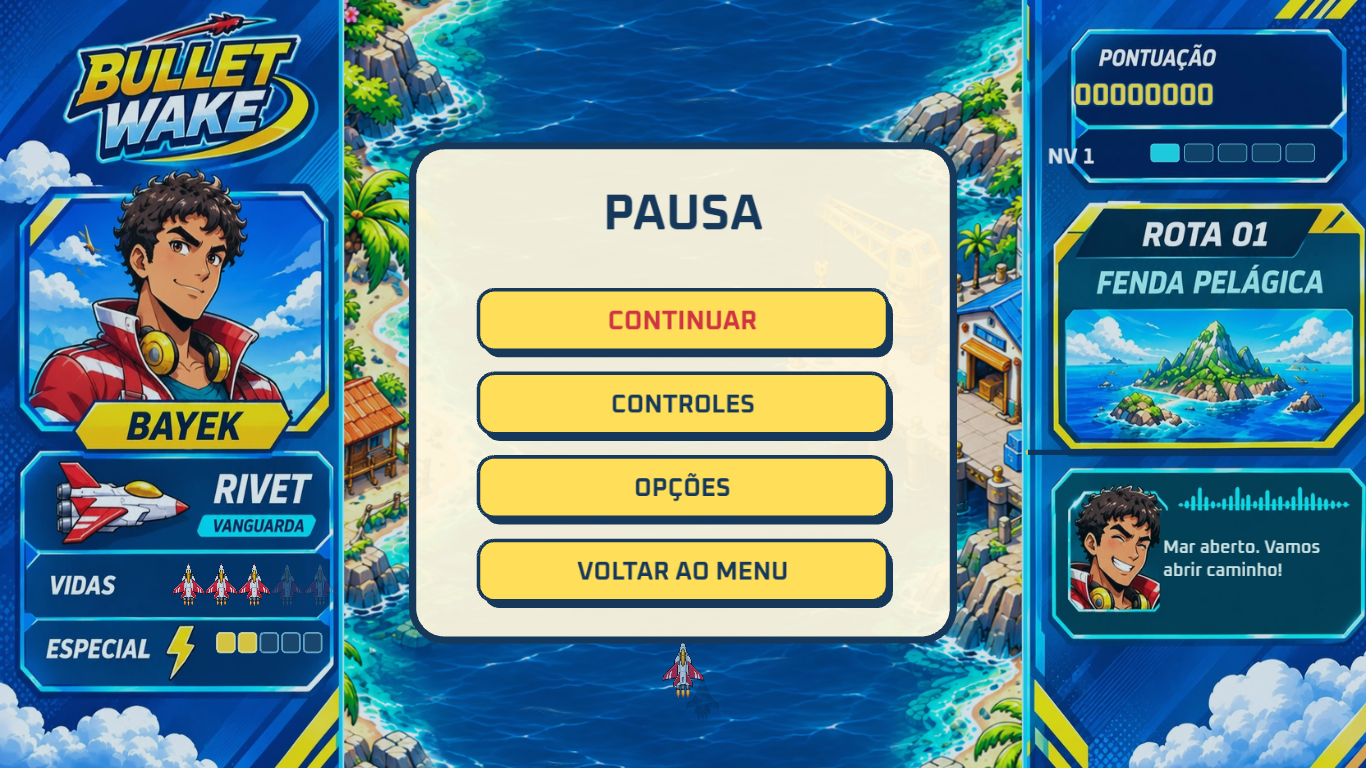 BULLET
WAKE
BAYEK
RIVET
VANGUARDA
VIDAS
ESPECIAL
PAUSA
CONTINUAR
CONTROLES
OPÇÕES
VOLTAR AO MENU
PONTUAÇÃO
00000000
NV 1
ROTA 01
FENDA PELÁGICA
Mar aberto. Vamos
abrir caminho!